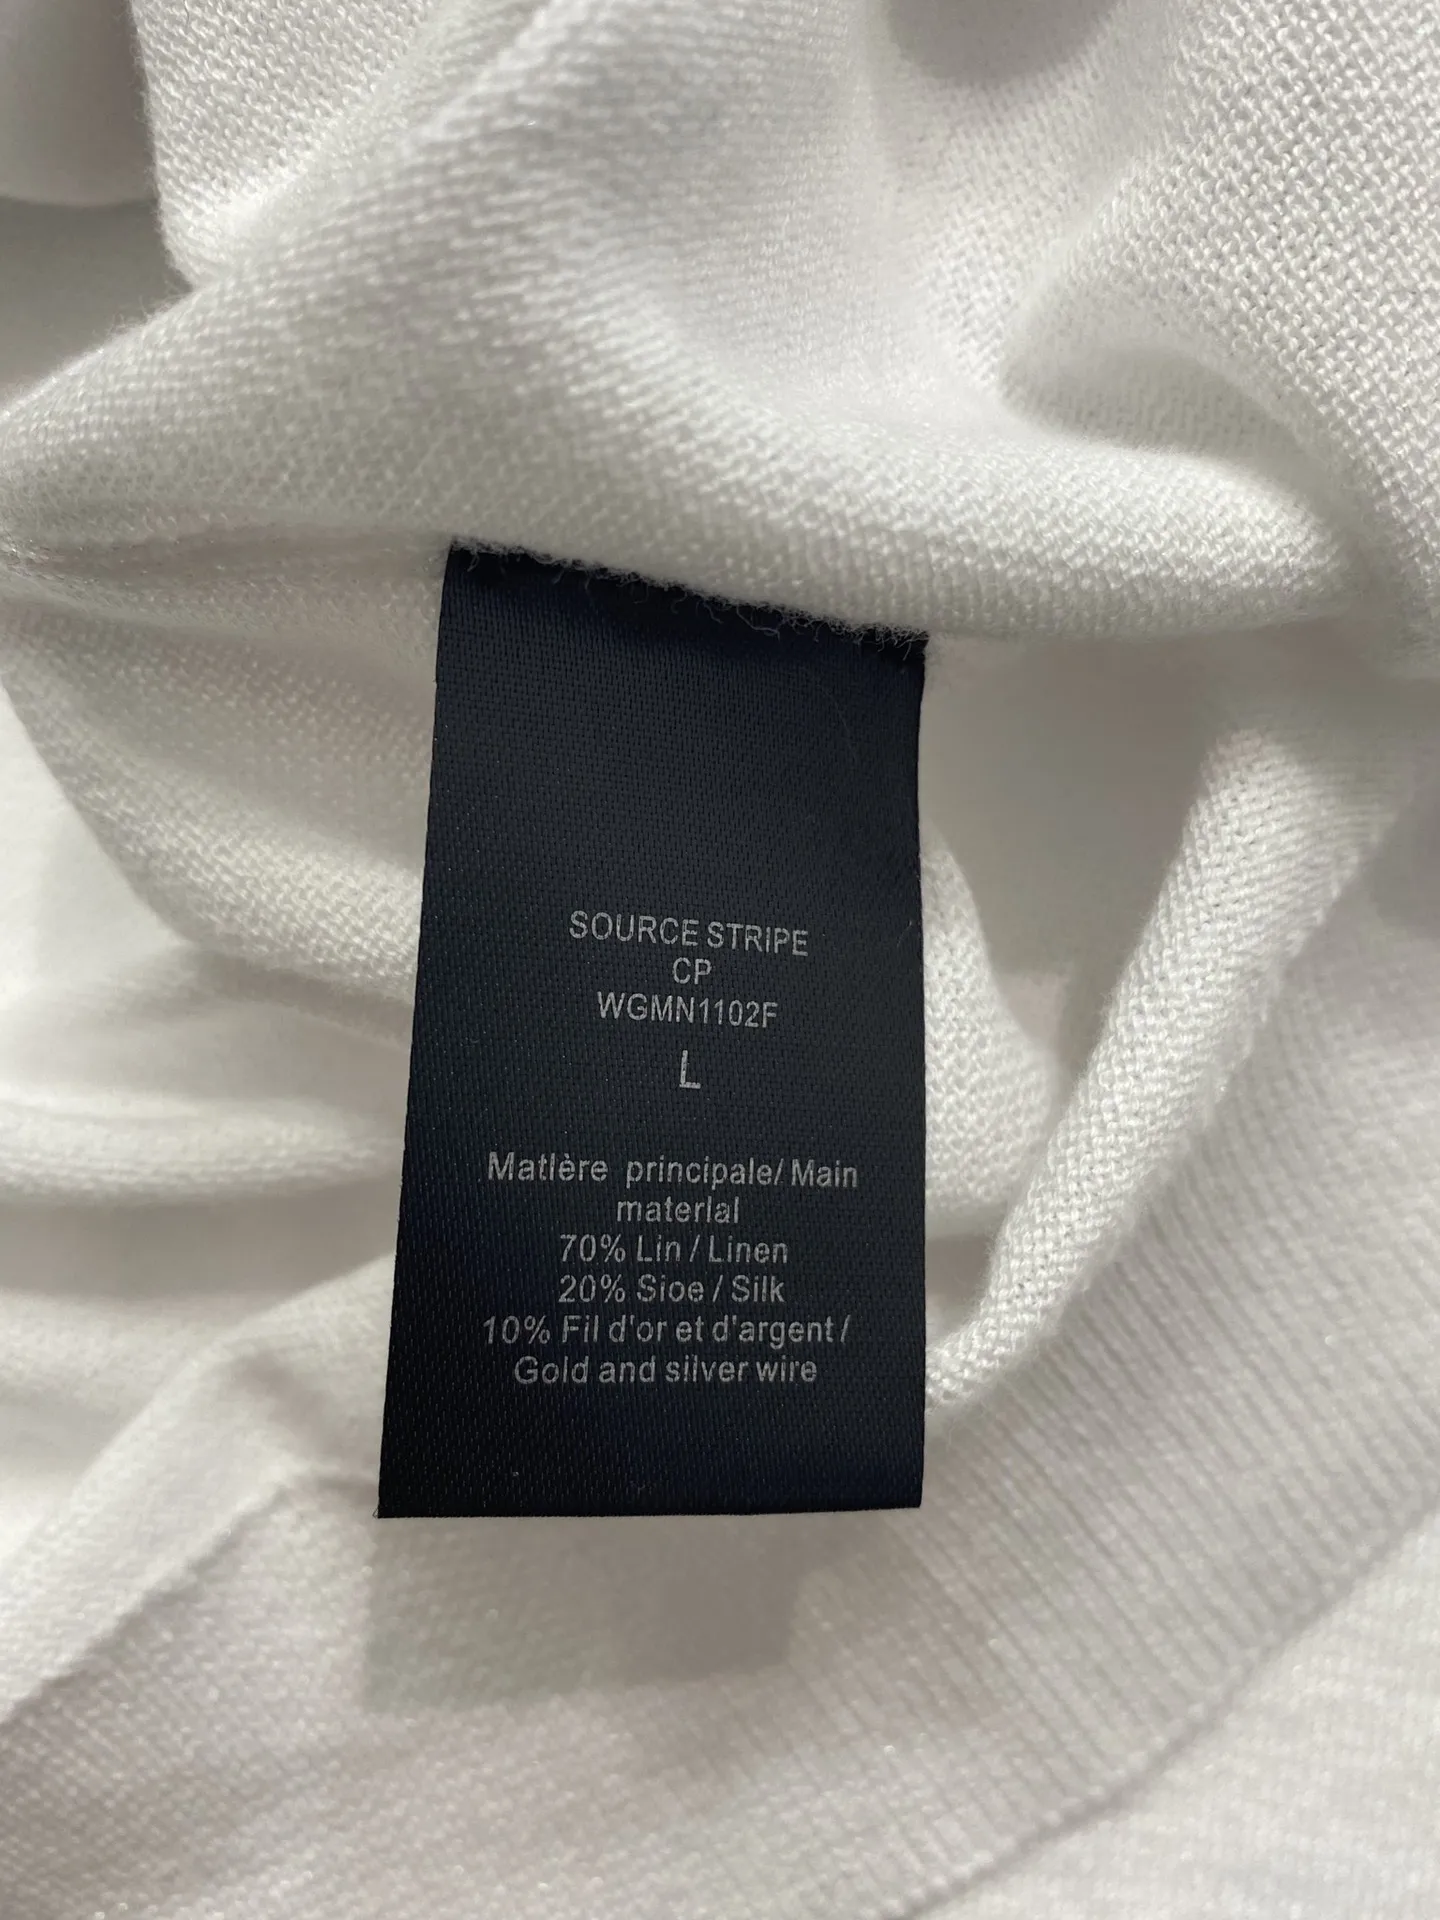 SOURCE STRIPE
CP
WGMN1102F
L
Matlère principale/ Main
materlal
70% Lin / Linen
20% Sioe / Silk
10% Fil d'or et d'argent /
Gold and silver wire